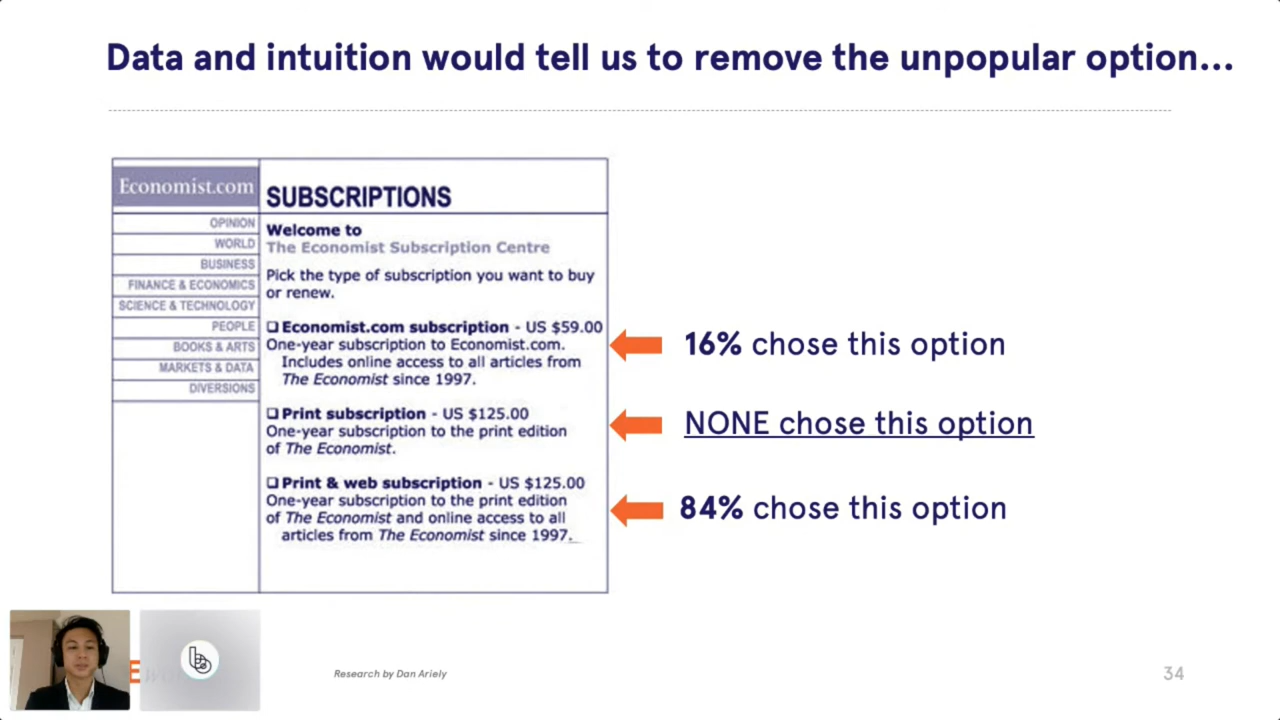 Data and intuition would tell us to remove the unpopular option...
Economist.com
OPINION
WORLD
BUSINESS
FINANCE & ECONOMICS
SCIENCE & TECHNOLOGY
PEOPLE
BOOKS & ARTS
MARKETS & DATA
DIVERSIONS
SUBSCRIPTIONS
Welcome to
The Economist Subscription Centre
Pick the type of subscription you want to buy
or renew.
❑ Economist.com subscription - US $59.00
One-year subscription to Economist.com.
Includes online access to all articles from
The Economist since 1997.
❑ Print subscription - US $125.00
One-year subscription to the print edition
of The Economist.
❑ Print & web subscription - US $125.00
One-year subscription to the print edition
of The Economist and online access to all
articles from The Economist since 1997.
16% chose this option
NONE chose this option
84% chose this option
Research by Dan Ariely
34